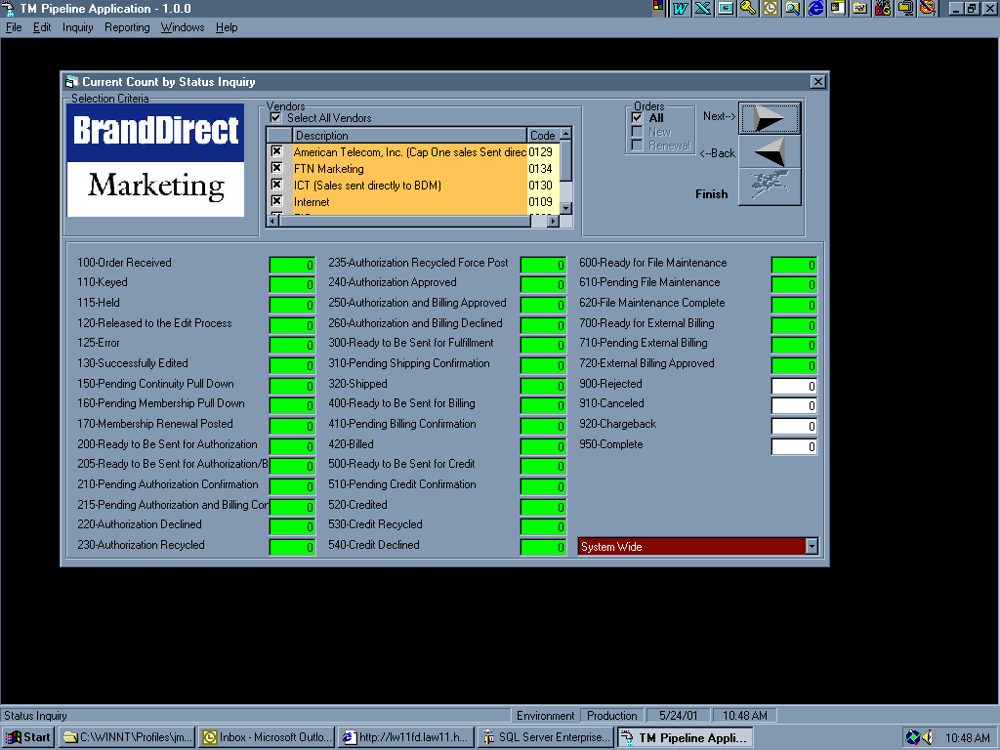 TM Pipeline Application - 1.0.0
File Edit Inquiry Reporting Windows Help
Current Count by Status Inquiry
Selection Criteria
BrandDirect
Marketing
Vendors
Select All Vendors
Description Code
American Telecom, Inc. (Cap One sales Sent direc 0129
FTN Marketing 0134
ICT (Sales sent directly to BDM) 0130
Internet 0109
Orders
All
New
Renewal
Next-->
<--Back
Finish
100-Order Received 0
110-Keyed 0
115-Held 0
120-Released to the Edit Process 0
125-Error 0
130-Successfully Edited 0
150-Pending Continuity Pull Down 0
160-Pending Membership Pull Down 0
170-Membership Renewal Posted 0
200-Ready to Be Sent for Authorization 0
205-Ready to Be Sent for Authorization/B 0
210-Pending Authorization Confirmation 0
215-Pending Authorization and Billing Con 0
220-Authorization Declined 0
230-Authorization Recycled 0
235-Authorization Recycled Force Post 0
240-Authorization Approved 0
250-Authorization and Billing Approved 0
260-Authorization and Billing Declined 0
300-Ready to Be Sent for Fulfillment 0
310-Pending Shipping Confirmation 0
320-Shipped 0
400-Ready to Be Sent for Billing 0
410-Pending Billing Confirmation 0
420-Billed 0
500-Ready to Be Sent for Credit 0
510-Pending Credit Confirmation 0
520-Credited 0
530-Credit Recycled 0
540-Credit Declined 0
600-Ready for File Maintenance 0
610-Pending File Maintenance 0
620-File Maintenance Complete 0
700-Ready for External Billing 0
710-Pending External Billing 0
720-External Billing Approved 0
900-Rejected 0
910-Canceled 0
920-Chargeback 0
950-Complete 0
System Wide
Status Inquiry Environment Production 5/24/01 10:48 AM
Start C:\WINNT\Profiles\jm... Inbox - Microsoft Outlo... http://lw11fd.law11.h... SQL Server Enterprise... TM Pipeline Appli... 10:48 AM